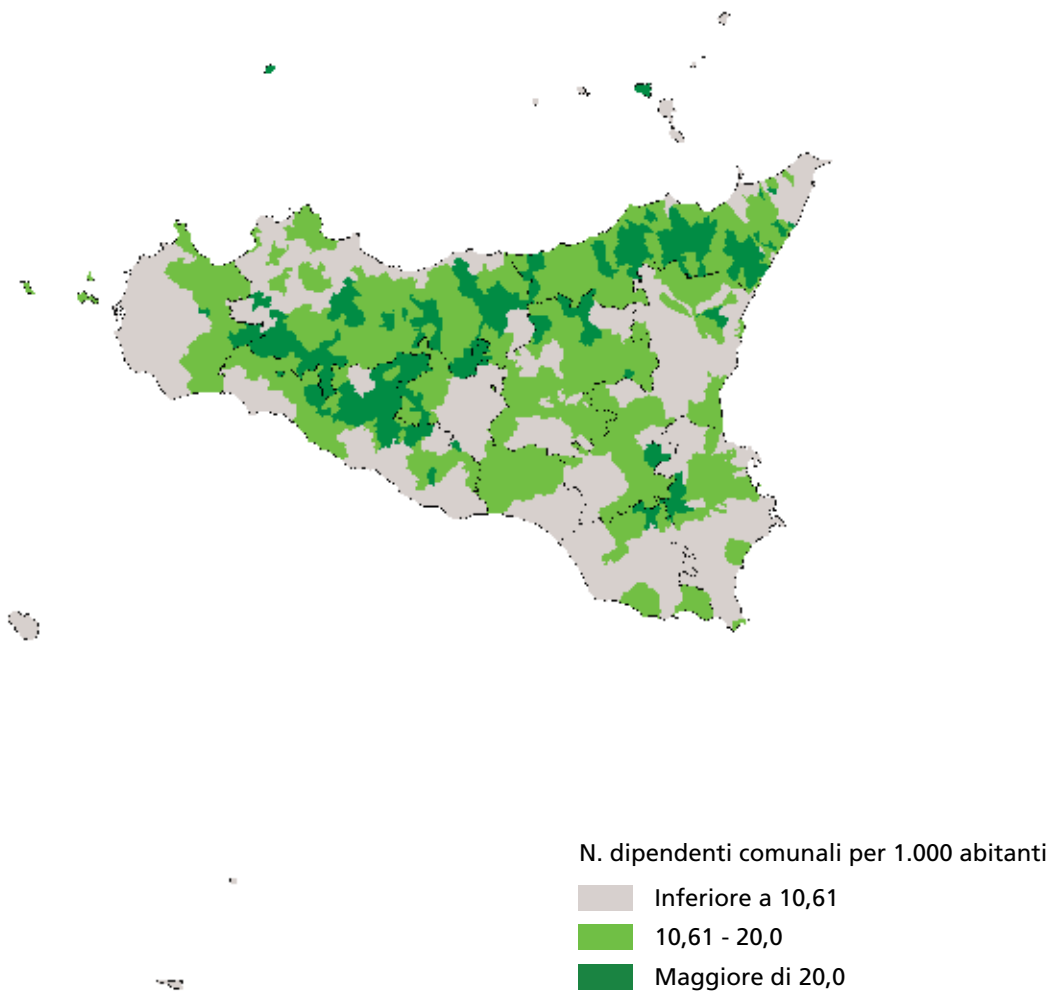 N. dipendenti comunali per 1.000 abitanti
Inferiore a 10,61
10,61 - 20,0
Maggiore di 20,0